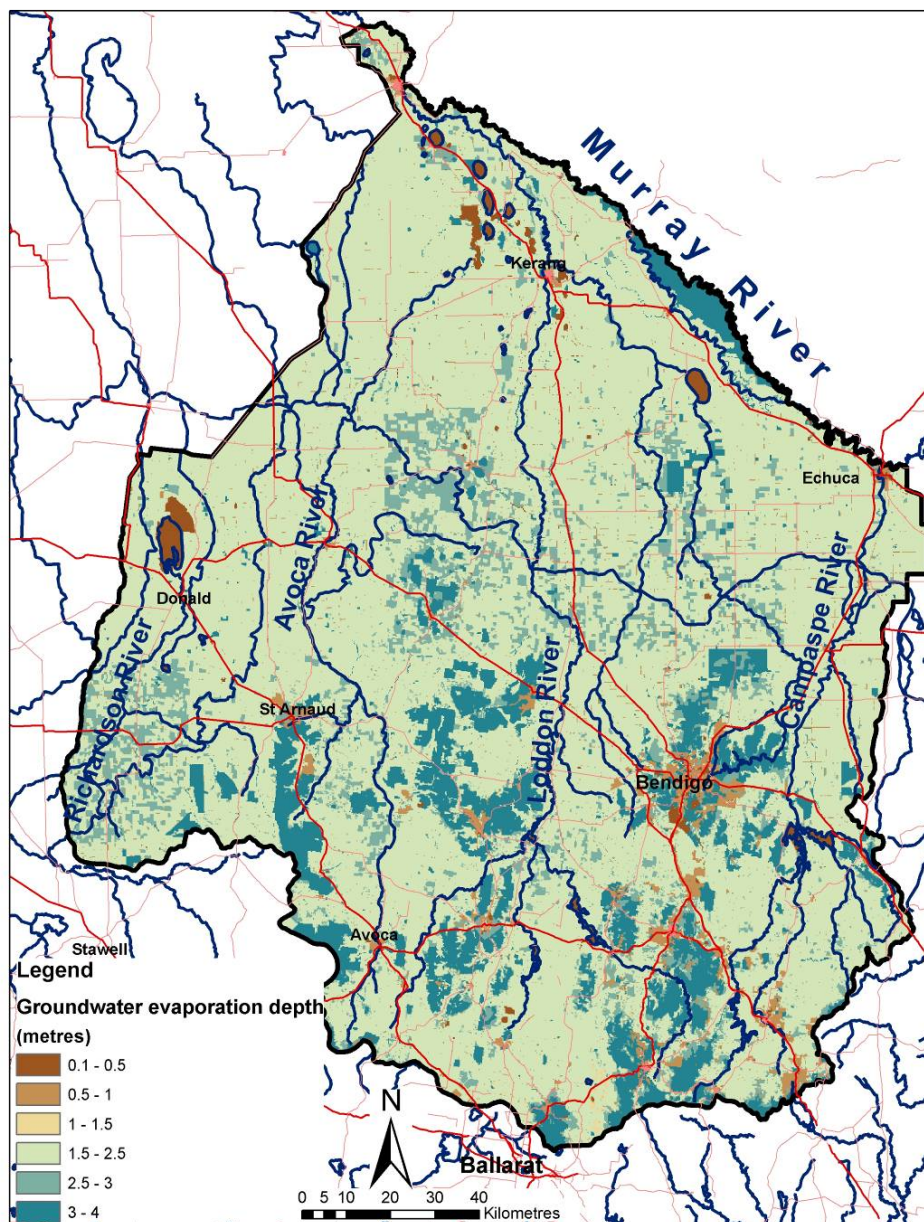 Murray River
Kerang
Echuca
Avoca River
Donald
Campaspe River
Richardson River
St Arnaud
Loddon River
Bendigo
Avoca
Stawell
Legend
Groundwater evaporation depth
(metres)
0.1 - 0.5
0.5 - 1
1 - 1.5
1.5 - 2.5
2.5 - 3
3 - 4
N
Ballarat
0 5 10 20 30 40
Kilometres